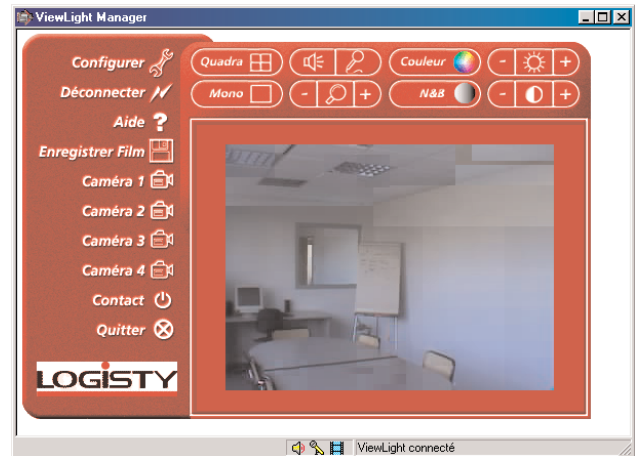 ViewLight Manager
Configurer
Déconnecter
Aide ?
Enregistrer Film
Caméra 1
Caméra 2
Caméra 3
Caméra 4
Contact
Quitter
LOGiSTY
Quadra
Couleur
- +
Mono
- +
N&B
- +
ViewLight connecté